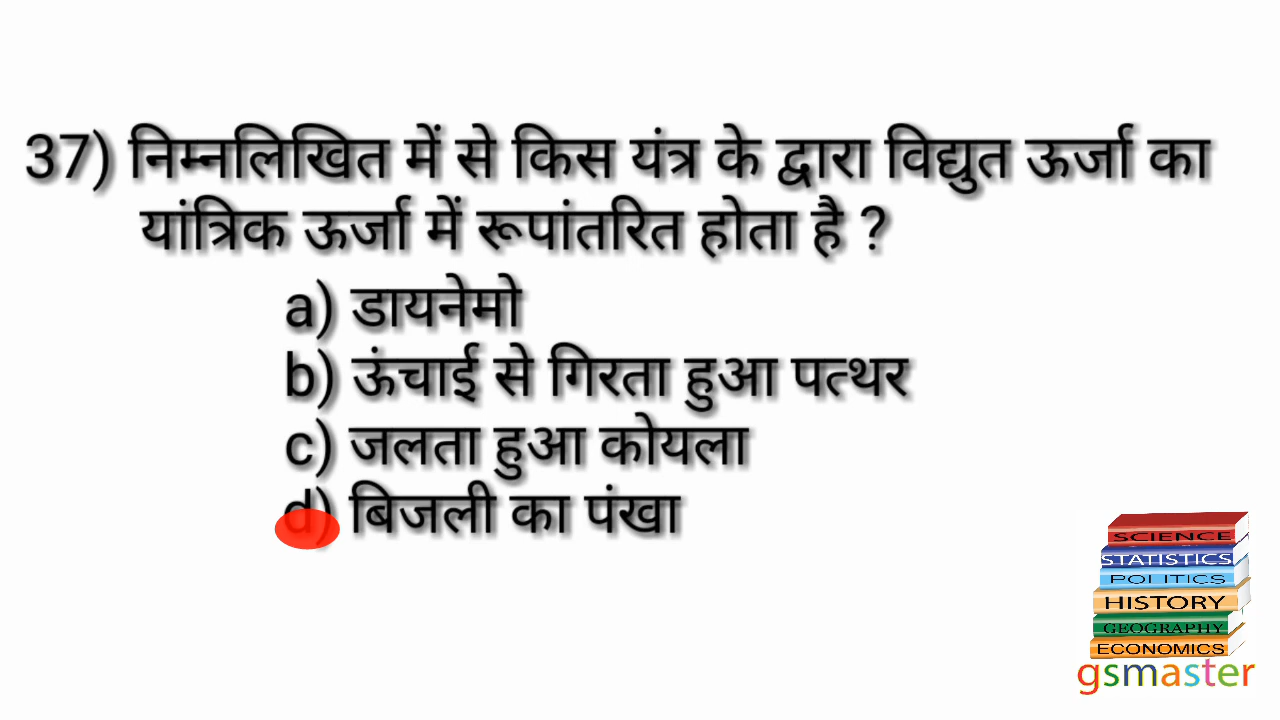 37) निम्नलिखित में से किस यंत्र के द्वारा विद्युत ऊर्जा का
यांत्रिक ऊर्जा में रूपांतरित होता है ?
a) डायनेमो
b) ऊंचाई से गिरता हुआ पत्थर
c) जलता हुआ कोयला
d) बिजली का पंखा
SCIENCE
STATISTICS
POLITICS
HISTORY
GEOGRAPHY
ECONOMICS
gsmaster